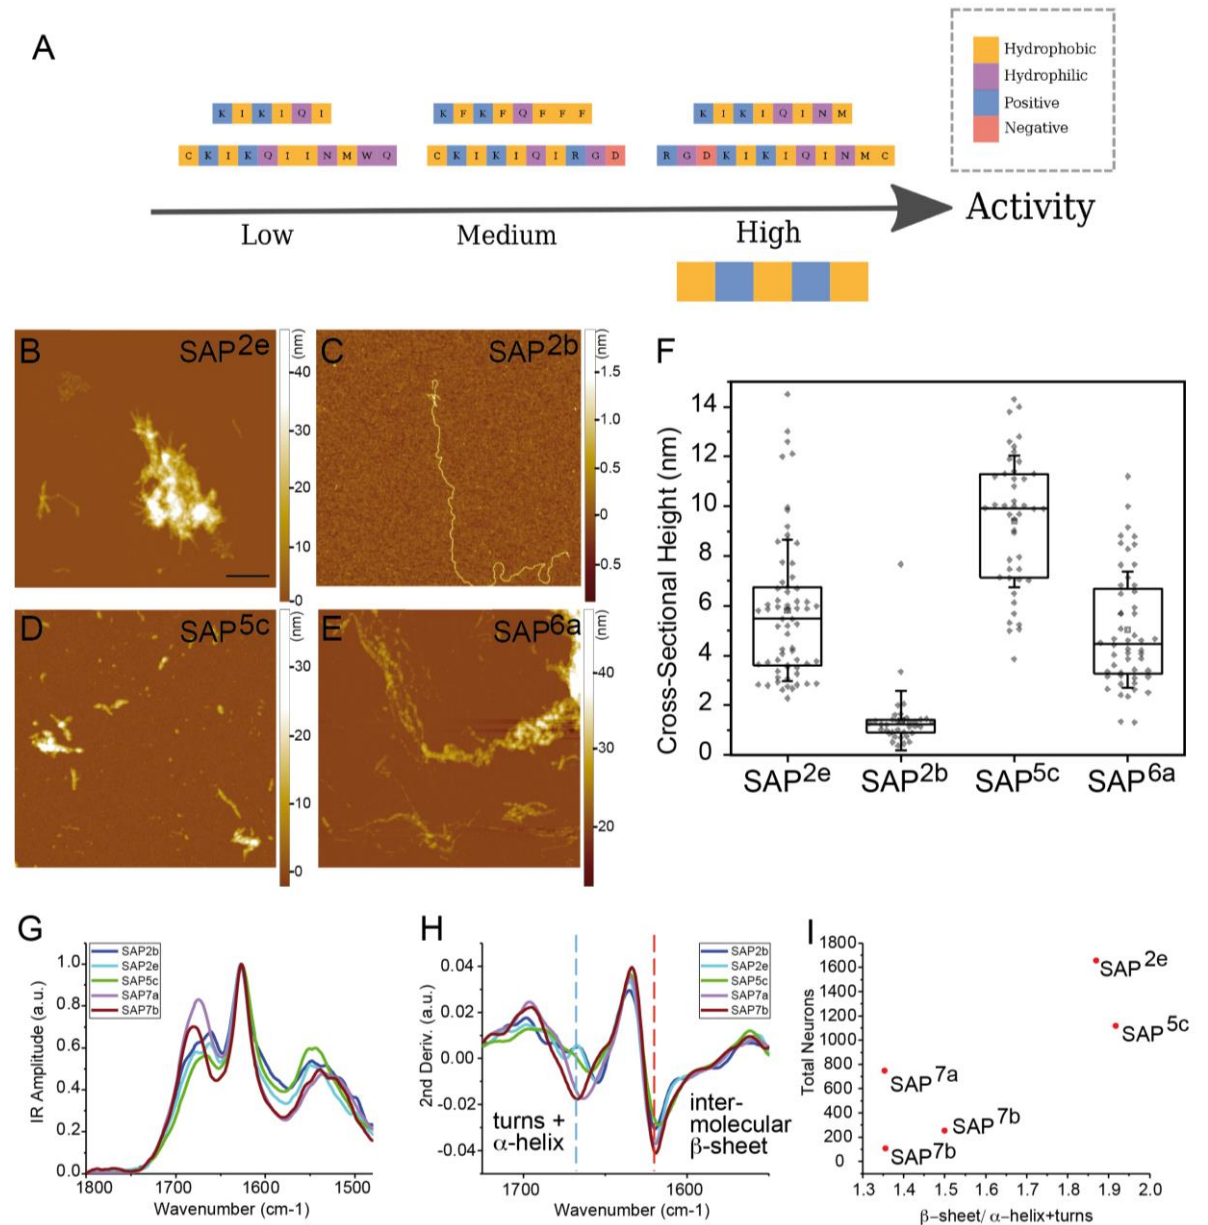 A
Hydrophobic
Hydrophilic
Positive
Negative
K I K I Q I
K F K F Q F F F
K I K I Q I N M
C K I K Q I I N M W Q
C K I K I Q I R G D
R G D K I K I Q I N M C
Activity
Low
Medium
High
B
SAP2e
(nm)
40
30
20
10
0
C
SAP2b
(nm)
1.5
1.0
0.5
0
0.5
D
SAP5c
(nm)
30
20
10
0
E
SAP6a
(nm)
40
30
20
F
Cross-Sectional Height (nm)
14
12
10
8
6
4
2
0
SAP2e
SAP2b
SAP5c
SAP6a
G
IR Amplitude (a.u.)
1.0
0.8
0.6
0.4
0.2
0.0
SAP2b
SAP2e
SAP5c
SAP7a
SAP7b
1800 1700 1600 1500
Wavenumber (cm-1)
H
2nd Deriv. (a.u.)
0.04
0.02
0.00
-0.02
-0.04
SAP2b
SAP2e
SAP5c
SAP7a
SAP7b
turns +
α-helix
inter-
molecular
β-sheet
1700 1600
Wavenumber (cm-1)
I
Total Neurons
1800
1600
1400
1200
1000
800
600
400
200
0
SAP2e
SAP5c
SAP7a
SAP7b
SAP7b
1.3 1.4 1.5 1.6 1.7 1.8 1.9 2.0
β-sheet/ α-helix+turns